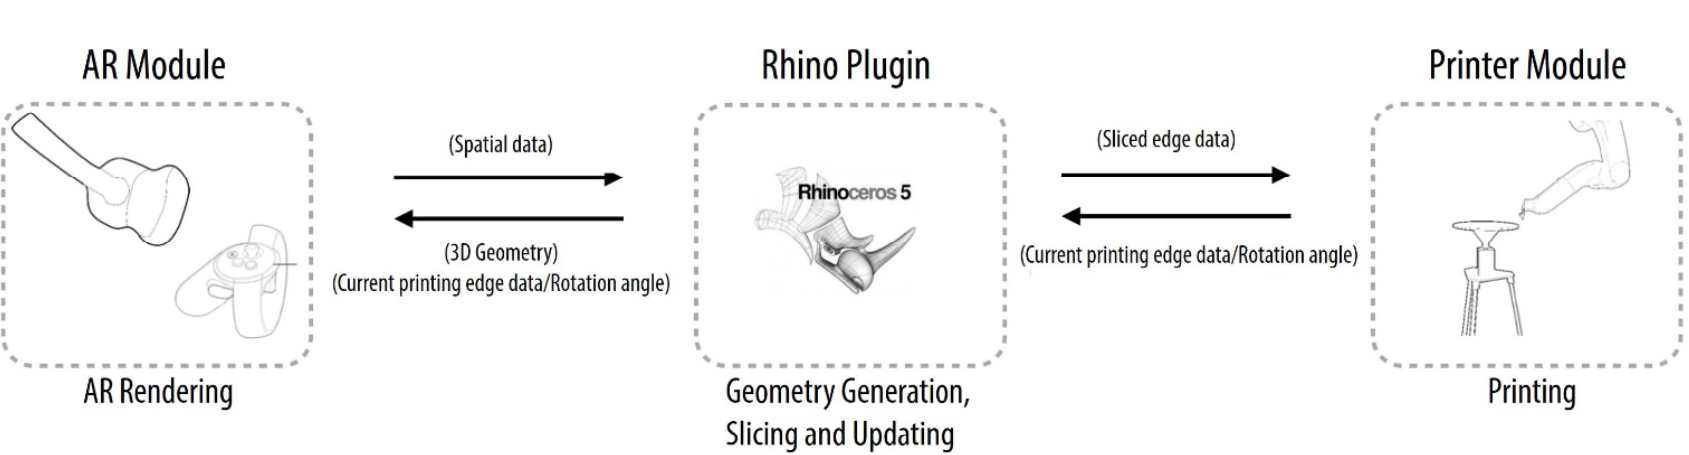 AR Module
Rhino Plugin
Printer Module
(Spatial data)
(3D Geometry)
(Current printing edge data/Rotation angle)
Rhinoceros 5
(Sliced edge data)
(Current printing edge data/Rotation angle)
AR Rendering
Geometry Generation,
Slicing and Updating
Printing